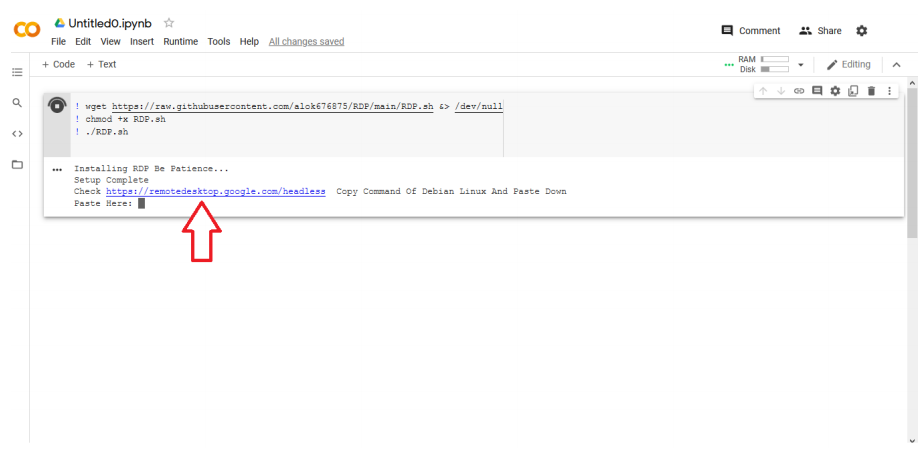 Untitled0.ipynb
Comment Share
File Edit View Insert Runtime Tools Help All changes saved
+ Code + Text
RAM
Disk
Editing
! wget https://raw.githubusercontent.com/alok676875/RDP/main/RDP.sh &> /dev/null
! chmod +x RDP.sh
! ./RDP.sh
Installing RDP Be Patience...
Setup Complete
Check https://remotedesktop.google.com/headless Copy Command Of Debian Linux And Paste Down
Paste Here: